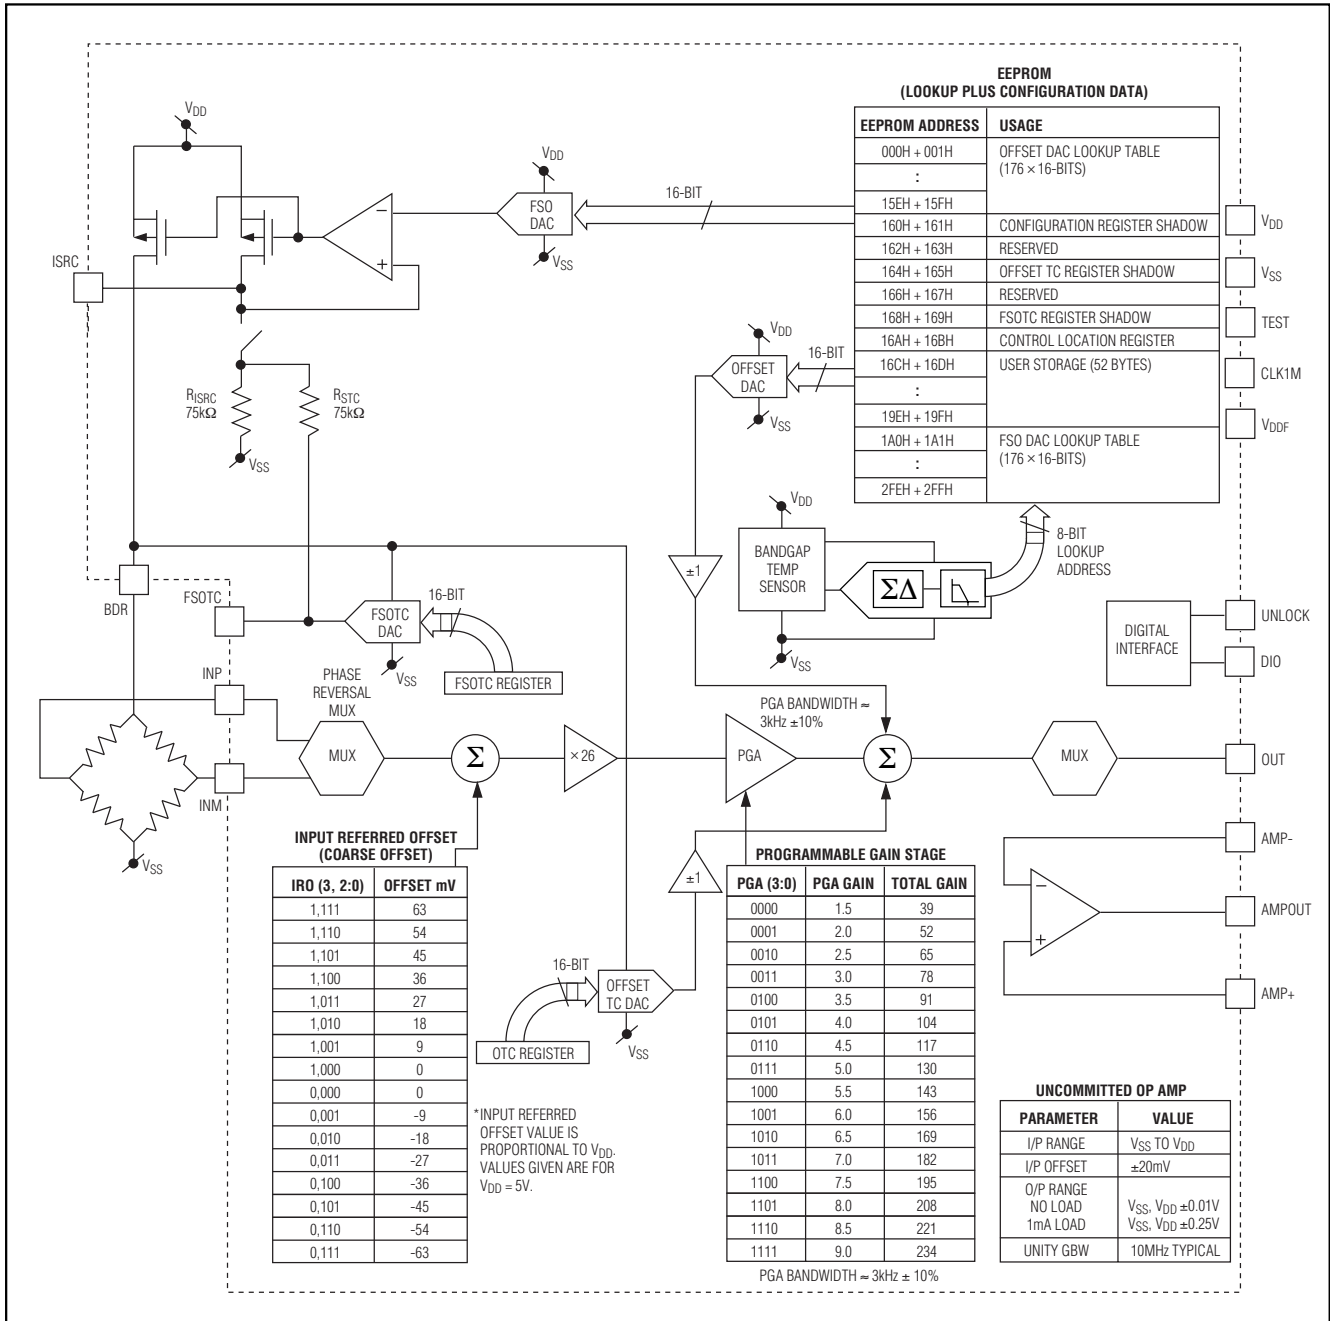 EEPROM
(LOOKUP PLUS CONFIGURATION DATA)
EEPROM ADDRESS USAGE
000H + 001H OFFSET DAC LOOKUP TABLE
(176 × 16-BITS)
:
15EH + 15FH
160H + 161H CONFIGURATION REGISTER SHADOW
162H + 163H RESERVED
164H + 165H OFFSET TC REGISTER SHADOW
166H + 167H RESERVED
168H + 169H FSOTC REGISTER SHADOW
16AH + 16BH CONTROL LOCATION REGISTER
16CH + 16DH USER STORAGE (52 BYTES)
:
19EH + 19FH
1A0H + 1A1H FSO DAC LOOKUP TABLE
(176 × 16-BITS)
:
2FEH + 2FFH
VDD
VDD
FSO
DAC
VSS
16-BIT
−
+
ISRC
RISRC
75kΩ
RSTC
75kΩ
VSS
VDD
OFFSET
DAC
VSS
16-BIT
VDD
VSS
TEST
CLK1M
VDDF
VDD
BANDGAP
TEMP
SENSOR
VSS
ΣΔ
8-BIT
LOOKUP
ADDRESS
±1
BDR
FSOTC
FSOTC
DAC
VSS
16-BIT
FSOTC REGISTER
DIGITAL
INTERFACE
UNLOCK
DIO
INP
INM
VSS
PHASE
REVERSAL
MUX
MUX
Σ
×26
PGA BANDWIDTH ≈
3kHz ±10%
PGA
Σ
MUX
OUT
INPUT REFERRED OFFSET
(COARSE OFFSET)
IRO (3, 2:0) OFFSET mV
1,111 63
1,110 54
1,101 45
1,100 36
1,011 27
1,010 18
1,001 9
1,000 0
0,000 0
0,001 -9
0,010 -18
0,011 -27
0,100 -36
0,101 -45
0,110 -54
0,111 -63
*INPUT REFERRED
OFFSET VALUE IS
PROPORTIONAL TO VDD.
VALUES GIVEN ARE FOR
VDD = 5V.
16-BIT
OFFSET
TC DAC
VSS
OTC REGISTER
±1
PROGRAMMABLE GAIN STAGE
PGA (3:0) PGA GAIN TOTAL GAIN
0000 1.5 39
0001 2.0 52
0010 2.5 65
0011 3.0 78
0100 3.5 91
0101 4.0 104
0110 4.5 117
0111 5.0 130
1000 5.5 143
1001 6.0 156
1010 6.5 169
1011 7.0 182
1100 7.5 195
1101 8.0 208
1110 8.5 221
1111 9.0 234
PGA BANDWIDTH ≈ 3kHz ± 10%
AMP-
AMPOUT
AMP+
−
+
UNCOMMITTED OP AMP
PARAMETER VALUE
I/P RANGE VSS TO VDD
I/P OFFSET ±20mV
O/P RANGE
NO LOAD VSS, VDD ±0.01V
1mA LOAD VSS, VDD ±0.25V
UNITY GBW 10MHz TYPICAL